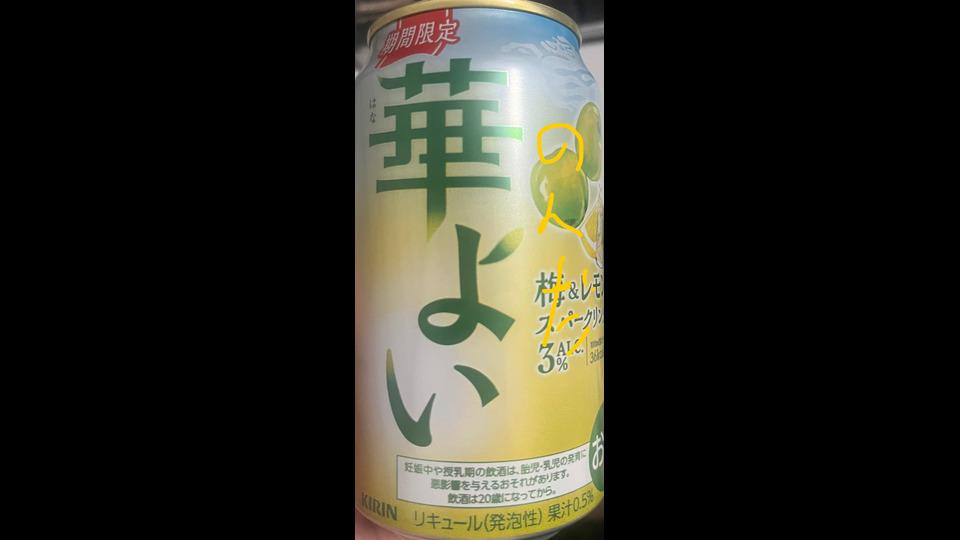 期間限定
華よい
はな
のんだ
梅&レモン
スパークリン
3% ALC.
お
妊娠中や授乳期の飲酒は、胎児・乳児の発育に
悪影響を与えるおそれがあります。
飲酒は20歳になってから。
KIRIN
リキュール(発泡性) 果汁0.5%